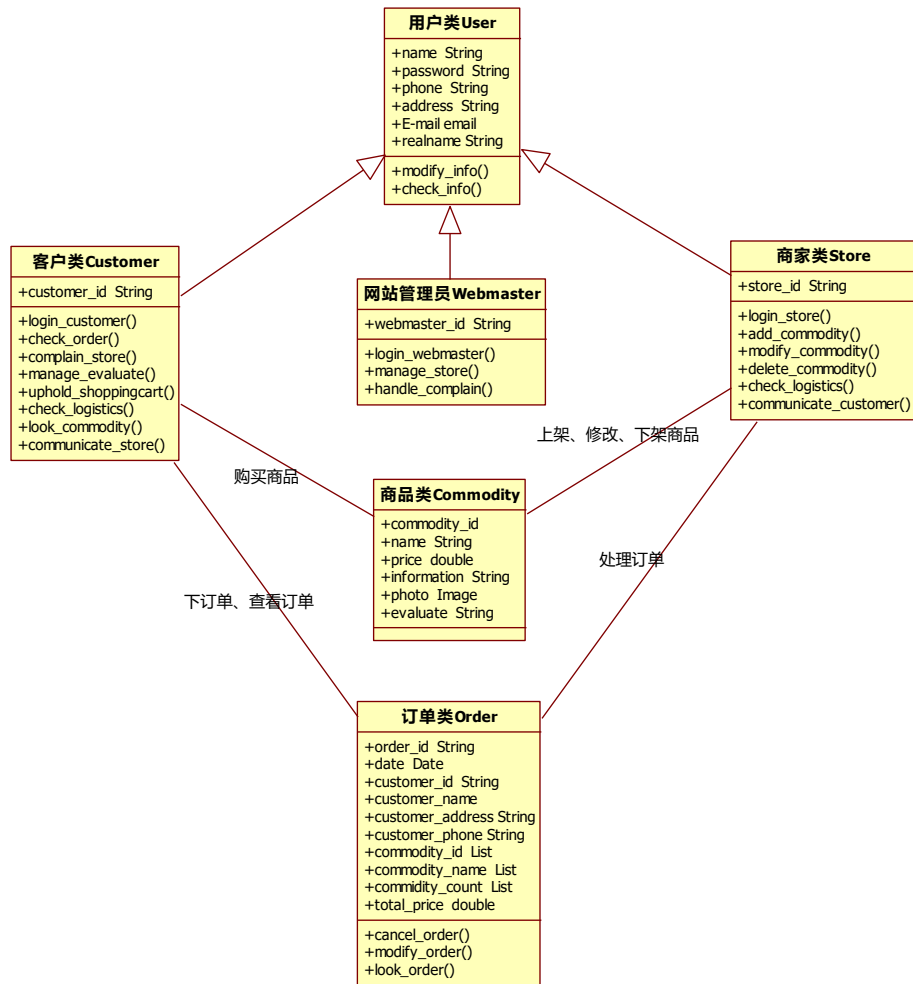 用户类User
+name String
+password String
+phone String
+address String
+E-mail email
+realname String
+modify_info()
+check_info()
客户类Customer
+customer_id String
+login_customer()
+check_order()
+complain_store()
+manage_evaluate()
+uphold_shoppingcart()
+check_logistics()
+look_commodity()
+communicate_store()
网站管理员Webmaster
+webmaster_id String
+login_webmaster()
+manage_store()
+handle_complain()
商家类Store
+store_id String
+login_store()
+add_commodity()
+modify_commodity()
+delete_commodity()
+check_logistics()
+communicate_customer()
购买商品
上架、修改、下架商品
商品类Commodity
+commodity_id
+name String
+price double
+information String
+photo Image
+evaluate String
下订单、查看订单
处理订单
订单类Order
+order_id String
+date Date
+customer_id String
+customer_name
+customer_address String
+customer_phone String
+commodity_id List
+commodity_name List
+commidity_count List
+total_price double
+cancel_order()
+modify_order()
+look_order()